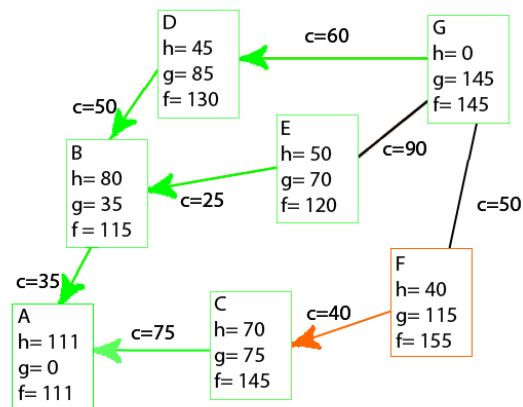 D
h= 45
g= 85
f= 130
c=60
G
h= 0
g= 145
f= 145
c=50
B
h= 80
g= 35
f = 115
E
h= 50
g= 70
f= 120
c=90
c=25
c=50
c=35
A
h= 111
g= 0
f= 111
c=75
C
h= 70
g= 75
f= 145
c=40
F
h= 40
g= 115
f= 155